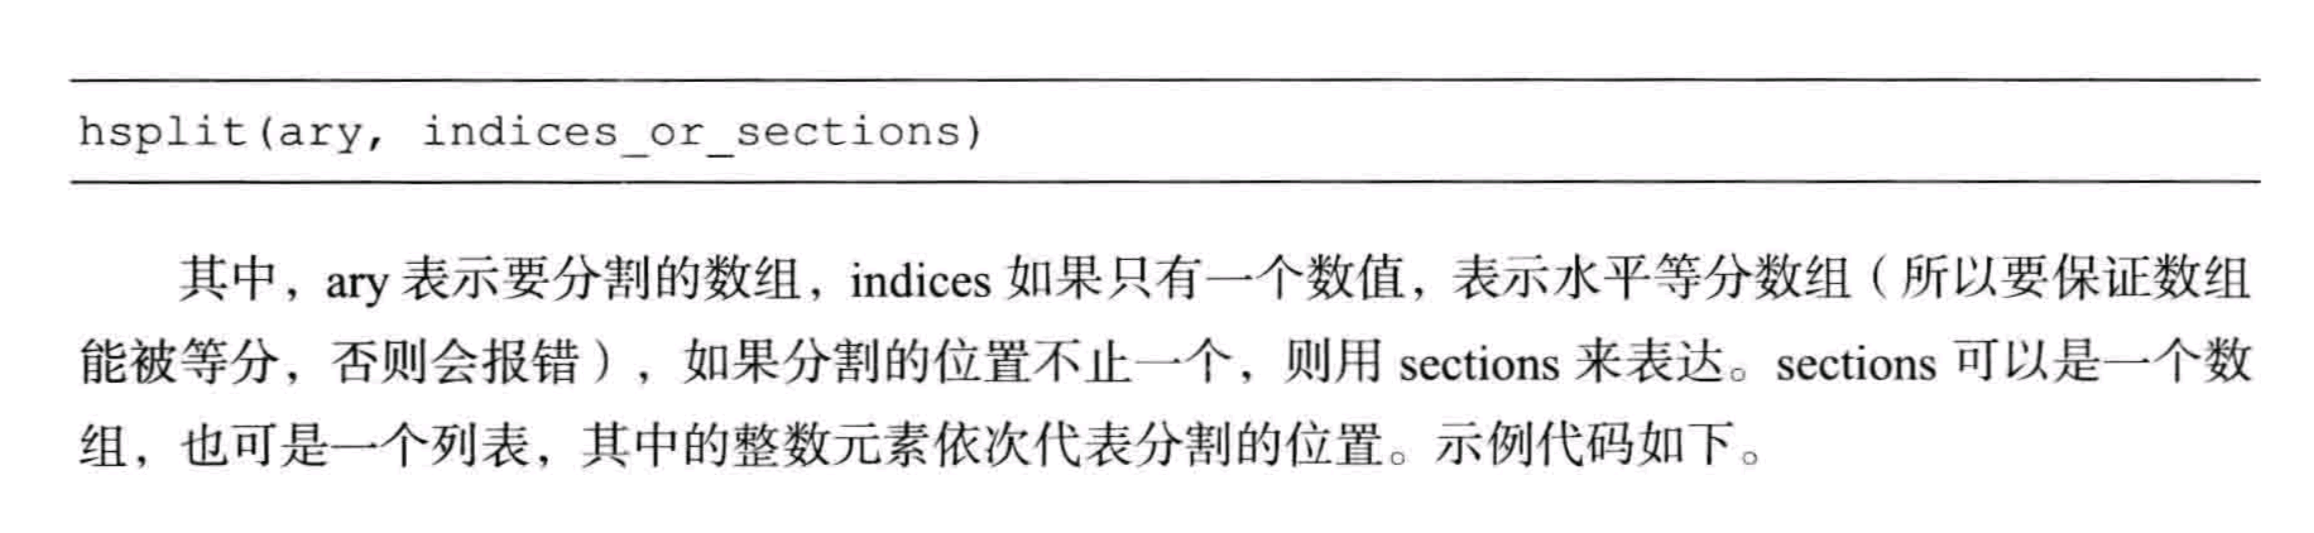 hsplit(ary, indices_or_sections)
其中，ary 表示要分割的数组，indices 如果只有一个数值，表示水平等分数组（所以要保证数组
能被等分，否则会报错），如果分割的位置不止一个，则用 sections 来表达。sections 可以是一个数
组，也可是一个列表，其中的整数元素依次代表分割的位置。示例代码如下。